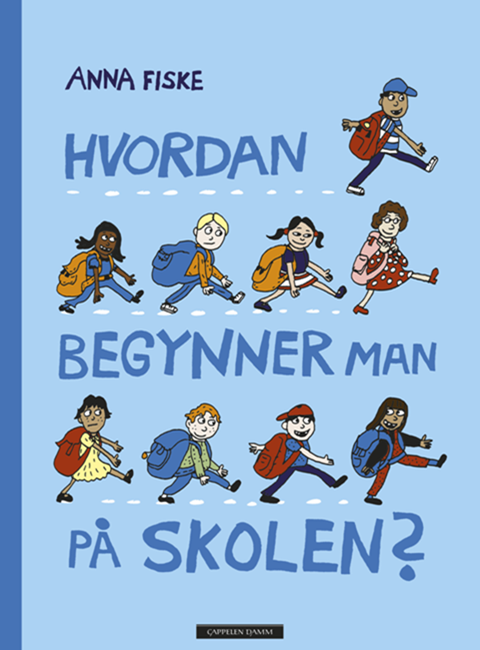 ANNA FISKE
HVORDAN
BEGYNNER MAN
PÅ SKOLEN?
CAPPELEN DAMM